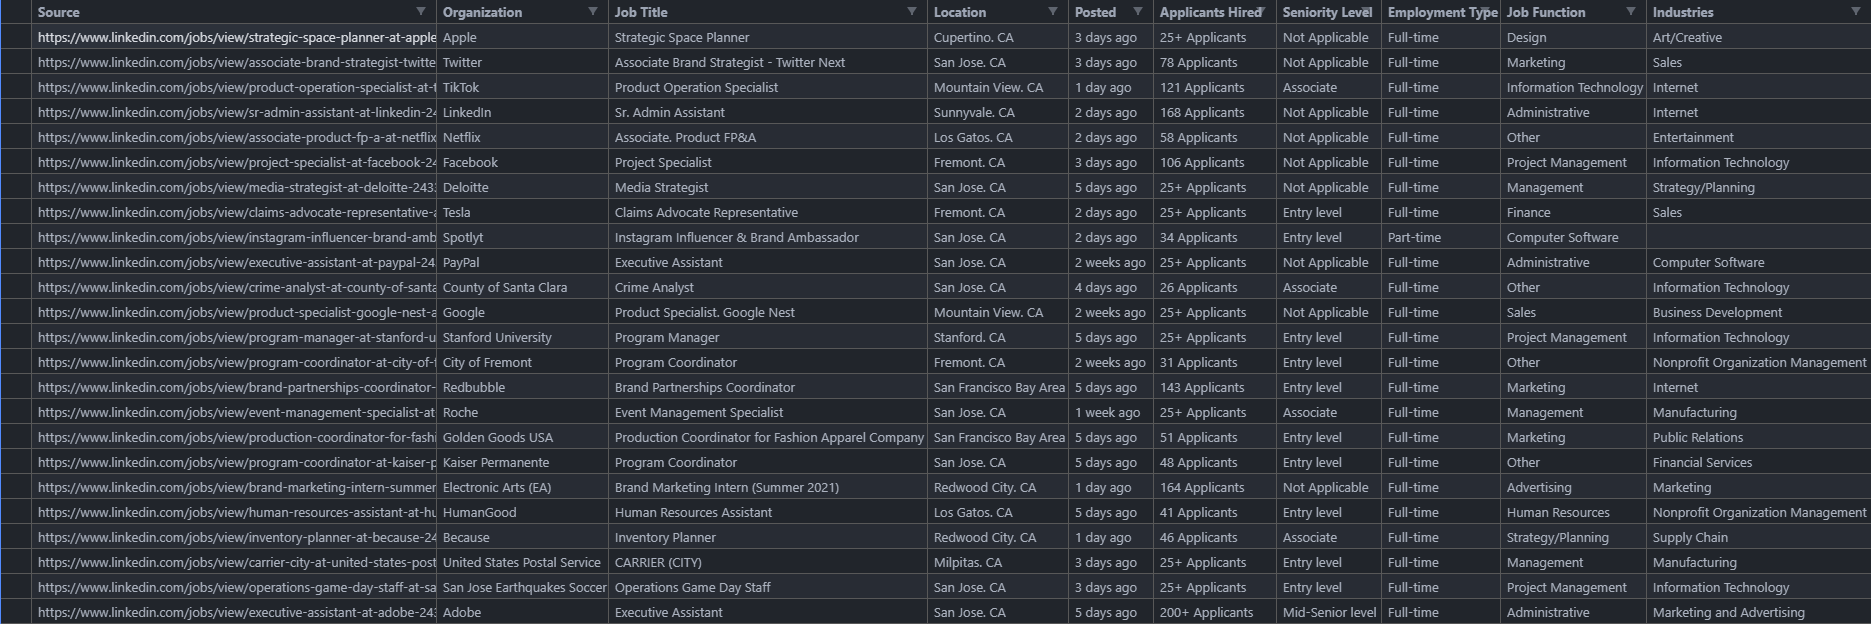 Source Organization Job Title Location Posted Applicants Hired Seniority Level Employment Type Job Function Industries
https://www.linkedin.com/jobs/view/strategic-space-planner-at-apple Apple Strategic Space Planner Cupertino. CA 3 days ago 25+ Applicants Not Applicable Full-time Design Art/Creative
https://www.linkedin.com/jobs/view/associate-brand-strategist-twitte Twitter Associate Brand Strategist - Twitter Next San Jose. CA 3 days ago 78 Applicants Not Applicable Full-time Marketing Sales
https://www.linkedin.com/jobs/view/product-operation-specialist-at-t TikTok Product Operation Specialist Mountain View. CA 1 day ago 121 Applicants Associate Full-time Information Technology Internet
https://www.linkedin.com/jobs/view/sr-admin-assistant-at-linkedin-24 LinkedIn Sr. Admin Assistant Sunnyvale. CA 2 days ago 168 Applicants Not Applicable Full-time Administrative Internet
https://www.linkedin.com/jobs/view/associate-product-fp-a-at-netflix Netflix Associate. Product FP&A Los Gatos. CA 2 days ago 58 Applicants Not Applicable Full-time Other Entertainment
https://www.linkedin.com/jobs/view/project-specialist-at-facebook-24 Facebook Project Specialist Fremont. CA 3 days ago 106 Applicants Not Applicable Full-time Project Management Information Technology
https://www.linkedin.com/jobs/view/media-strategist-at-deloitte-243 Deloitte Media Strategist San Jose. CA 5 days ago 25+ Applicants Not Applicable Full-time Management Strategy/Planning
https://www.linkedin.com/jobs/view/claims-advocate-representative-a Tesla Claims Advocate Representative Fremont. CA 2 days ago 25+ Applicants Entry level Full-time Finance Sales
https://www.linkedin.com/jobs/view/instagram-influencer-brand-amb Spotlyt Instagram Influencer & Brand Ambassador San Jose. CA 2 days ago 34 Applicants Entry level Part-time Computer Software
https://www.linkedin.com/jobs/view/executive-assistant-at-paypal-24 PayPal Executive Assistant San Jose. CA 2 weeks ago 25+ Applicants Not Applicable Full-time Administrative Computer Software
https://www.linkedin.com/jobs/view/crime-analyst-at-county-of-santa County of Santa Clara Crime Analyst San Jose. CA 4 days ago 26 Applicants Associate Full-time Other Information Technology
https://www.linkedin.com/jobs/view/product-specialist-google-nest-a Google Product Specialist. Google Nest Mountain View. CA 2 weeks ago 25+ Applicants Not Applicable Full-time Sales Business Development
https://www.linkedin.com/jobs/view/program-manager-at-stanford-u Stanford University Program Manager Stanford. CA 5 days ago 25+ Applicants Entry level Full-time Project Management Information Technology
https://www.linkedin.com/jobs/view/program-coordinator-at-city-of-f City of Fremont Program Coordinator Fremont. CA 2 weeks ago 31 Applicants Entry level Full-time Other Nonprofit Organization Management
https://www.linkedin.com/jobs/view/brand-partnerships-coordinator- Redbubble Brand Partnerships Coordinator San Francisco Bay Area 5 days ago 143 Applicants Entry level Full-time Marketing Internet
https://www.linkedin.com/jobs/view/event-management-specialist-at Roche Event Management Specialist San Jose. CA 1 week ago 25+ Applicants Associate Full-time Management Manufacturing
https://www.linkedin.com/jobs/view/production-coordinator-for-fashi Golden Goods USA Production Coordinator for Fashion Apparel Company San Francisco Bay Area 5 days ago 51 Applicants Entry level Full-time Marketing Public Relations
https://www.linkedin.com/jobs/view/program-coordinator-at-kaiser-p Kaiser Permanente Program Coordinator San Jose. CA 5 days ago 48 Applicants Entry level Full-time Other Financial Services
https://www.linkedin.com/jobs/view/brand-marketing-intern-summer Electronic Arts (EA) Brand Marketing Intern (Summer 2021) Redwood City. CA 1 day ago 164 Applicants Not Applicable Full-time Advertising Marketing
https://www.linkedin.com/jobs/view/human-resources-assistant-at-hu HumanGood Human Resources Assistant Los Gatos. CA 5 days ago 41 Applicants Entry level Full-time Human Resources Nonprofit Organization Management
https://www.linkedin.com/jobs/view/inventory-planner-at-because-24 Because Inventory Planner Redwood City. CA 1 day ago 46 Applicants Associate Full-time Strategy/Planning Supply Chain
https://www.linkedin.com/jobs/view/carrier-city-at-united-states-post United States Postal Service CARRIER (CITY) Milpitas. CA 3 days ago 25+ Applicants Entry level Full-time Management Manufacturing
https://www.linkedin.com/jobs/view/operations-game-day-staff-at-sa San Jose Earthquakes Soccer Operations Game Day Staff San Jose. CA 3 days ago 25+ Applicants Entry level Full-time Project Management Information Technology
https://www.linkedin.com/jobs/view/executive-assistant-at-adobe-243 Adobe Executive Assistant San Jose. CA 5 days ago 200+ Applicants Mid-Senior level Full-time Administrative Marketing and Advertising